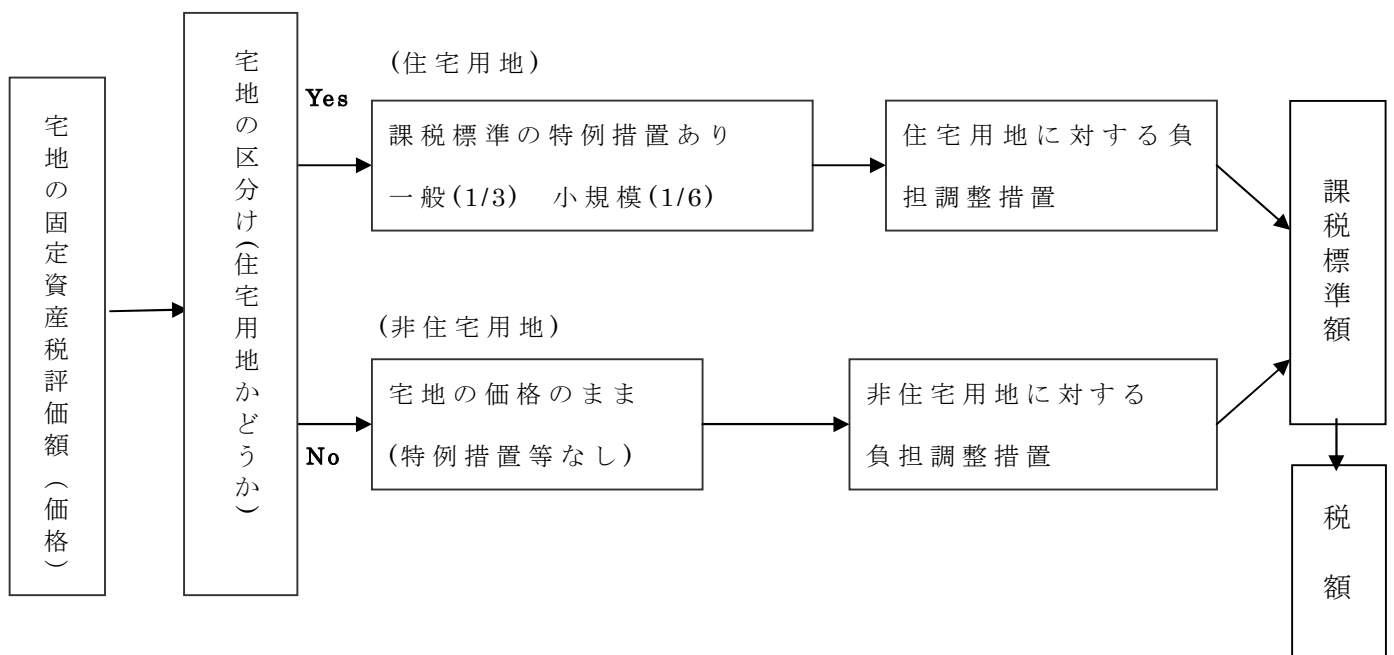 宅地の固定資産税評価額（価格）
宅地の区分け(住宅用地かどうか)
Yes
No
(住宅用地)
課税標準の特例措置あり
一般(1/3)　小規模(1/6)
住宅用地に対する負
担調整措置
(非住宅用地)
宅地の価格のまま
(特例措置等なし)
非住宅用地に対する
負担調整措置
課税標準額
税　額